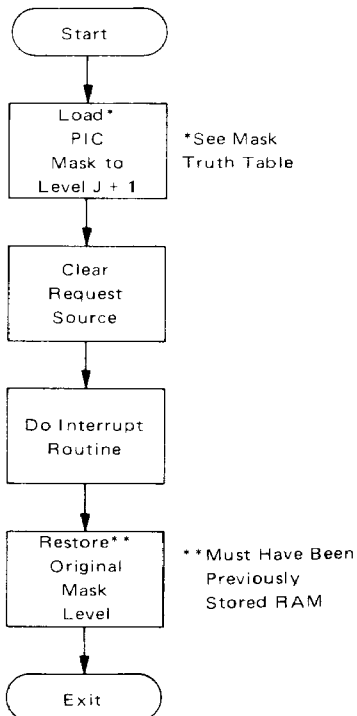 Start
Load*
PIC
Mask to
Level J + 1
*See Mask
Truth Table
Clear
Request
Source
Do Interrupt
Routine
Restore**
Original
Mask
Level
**Must Have Been
Previously
Stored RAM
Exit